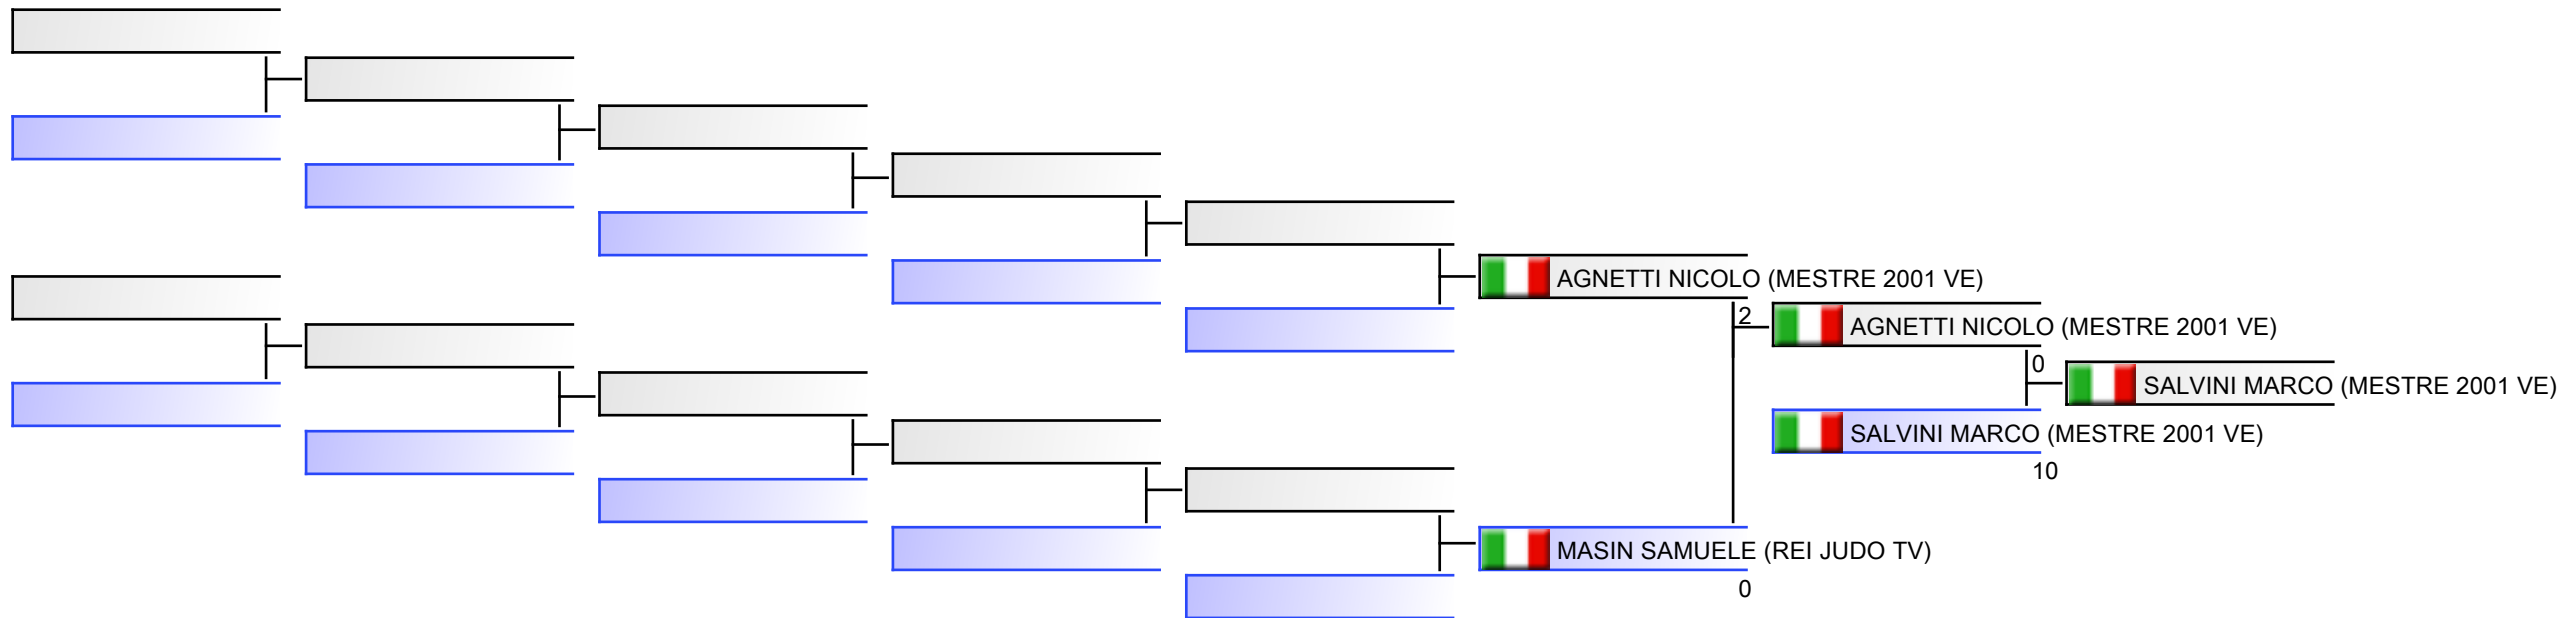 AGNETTI NICOLO (MESTRE 2001 VE)
2
AGNETTI NICOLO (MESTRE 2001 VE)
0
SALVINI MARCO (MESTRE 2001 VE)
SALVINI MARCO (MESTRE 2001 VE)
10
MASIN SAMUELE (REI JUDO TV)
0